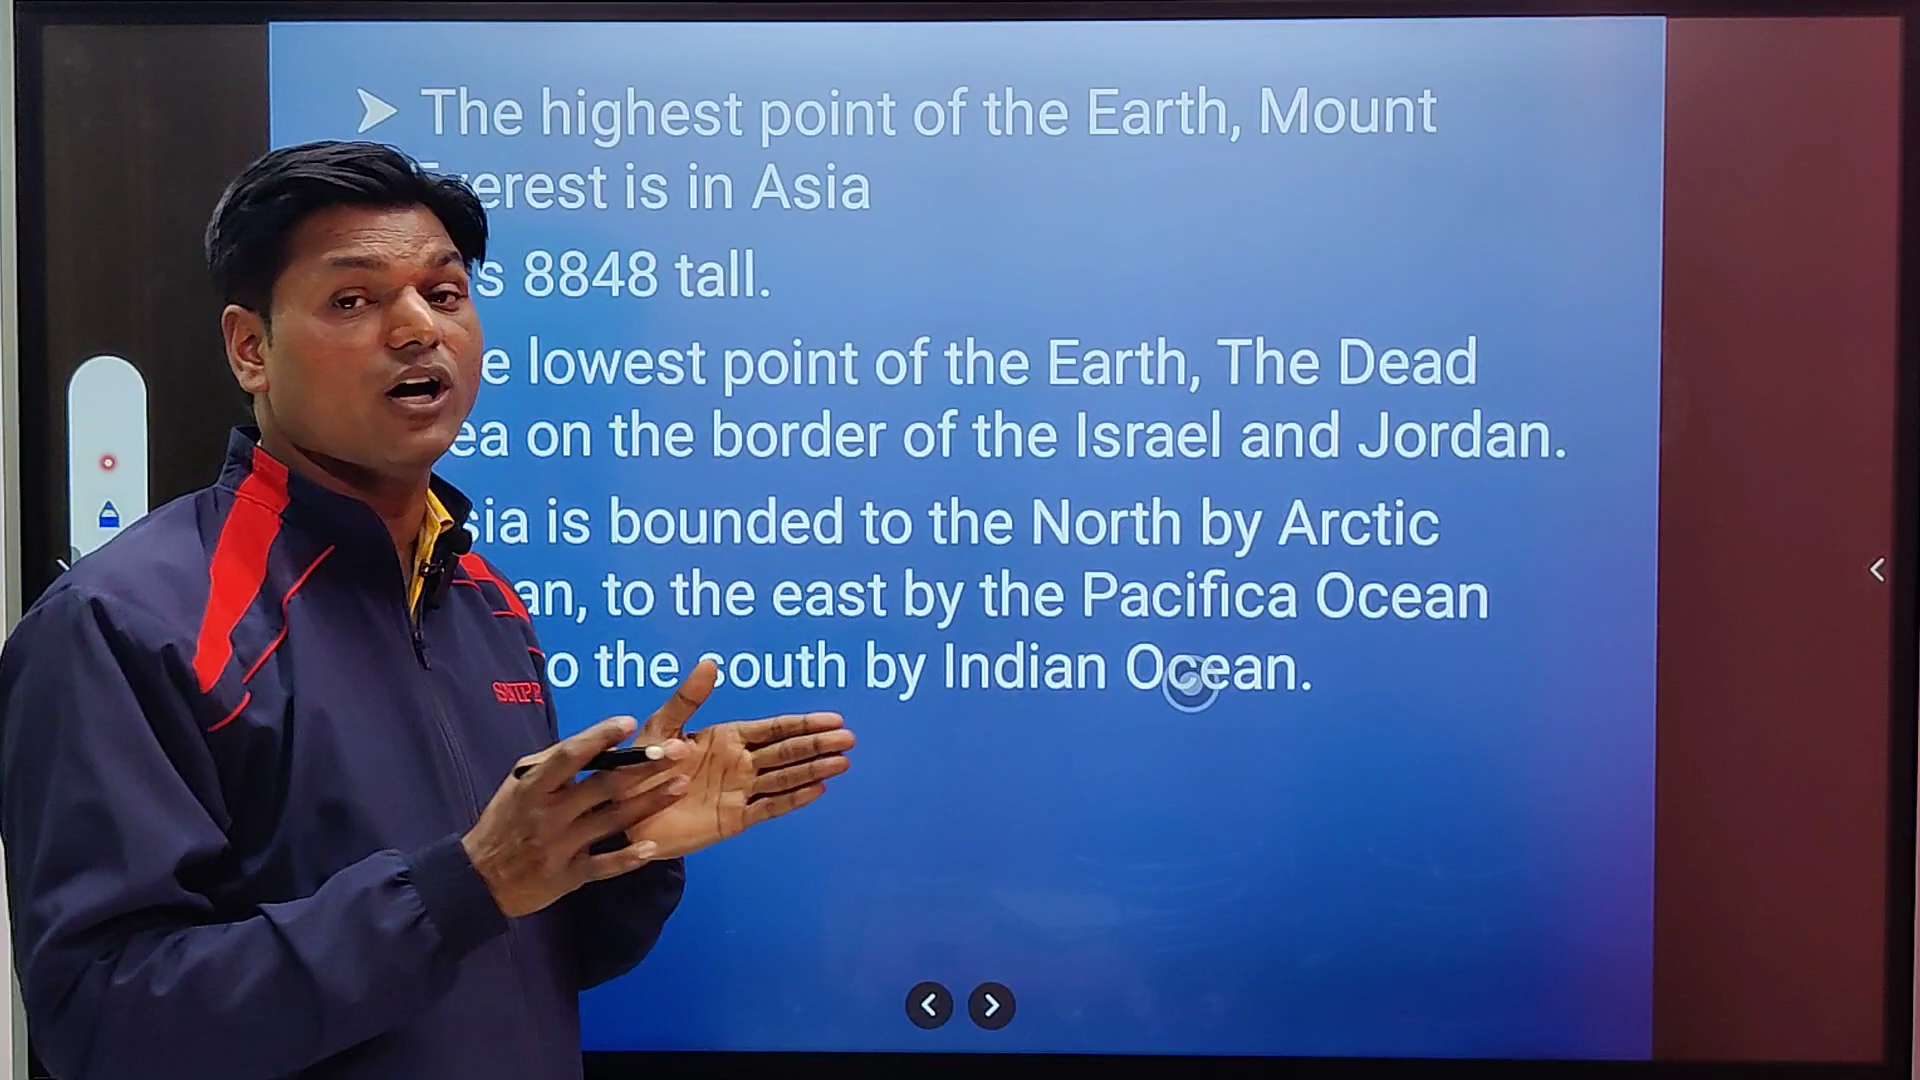 The highest point of the Earth, Mount
Everest is in Asia
s 8848 tall.
e lowest point of the Earth, The Dead
ea on the border of the Israel and Jordan.
sia is bounded to the North by Arctic
an, to the east by the Pacifica Ocean
o the south by Indian Ocean.